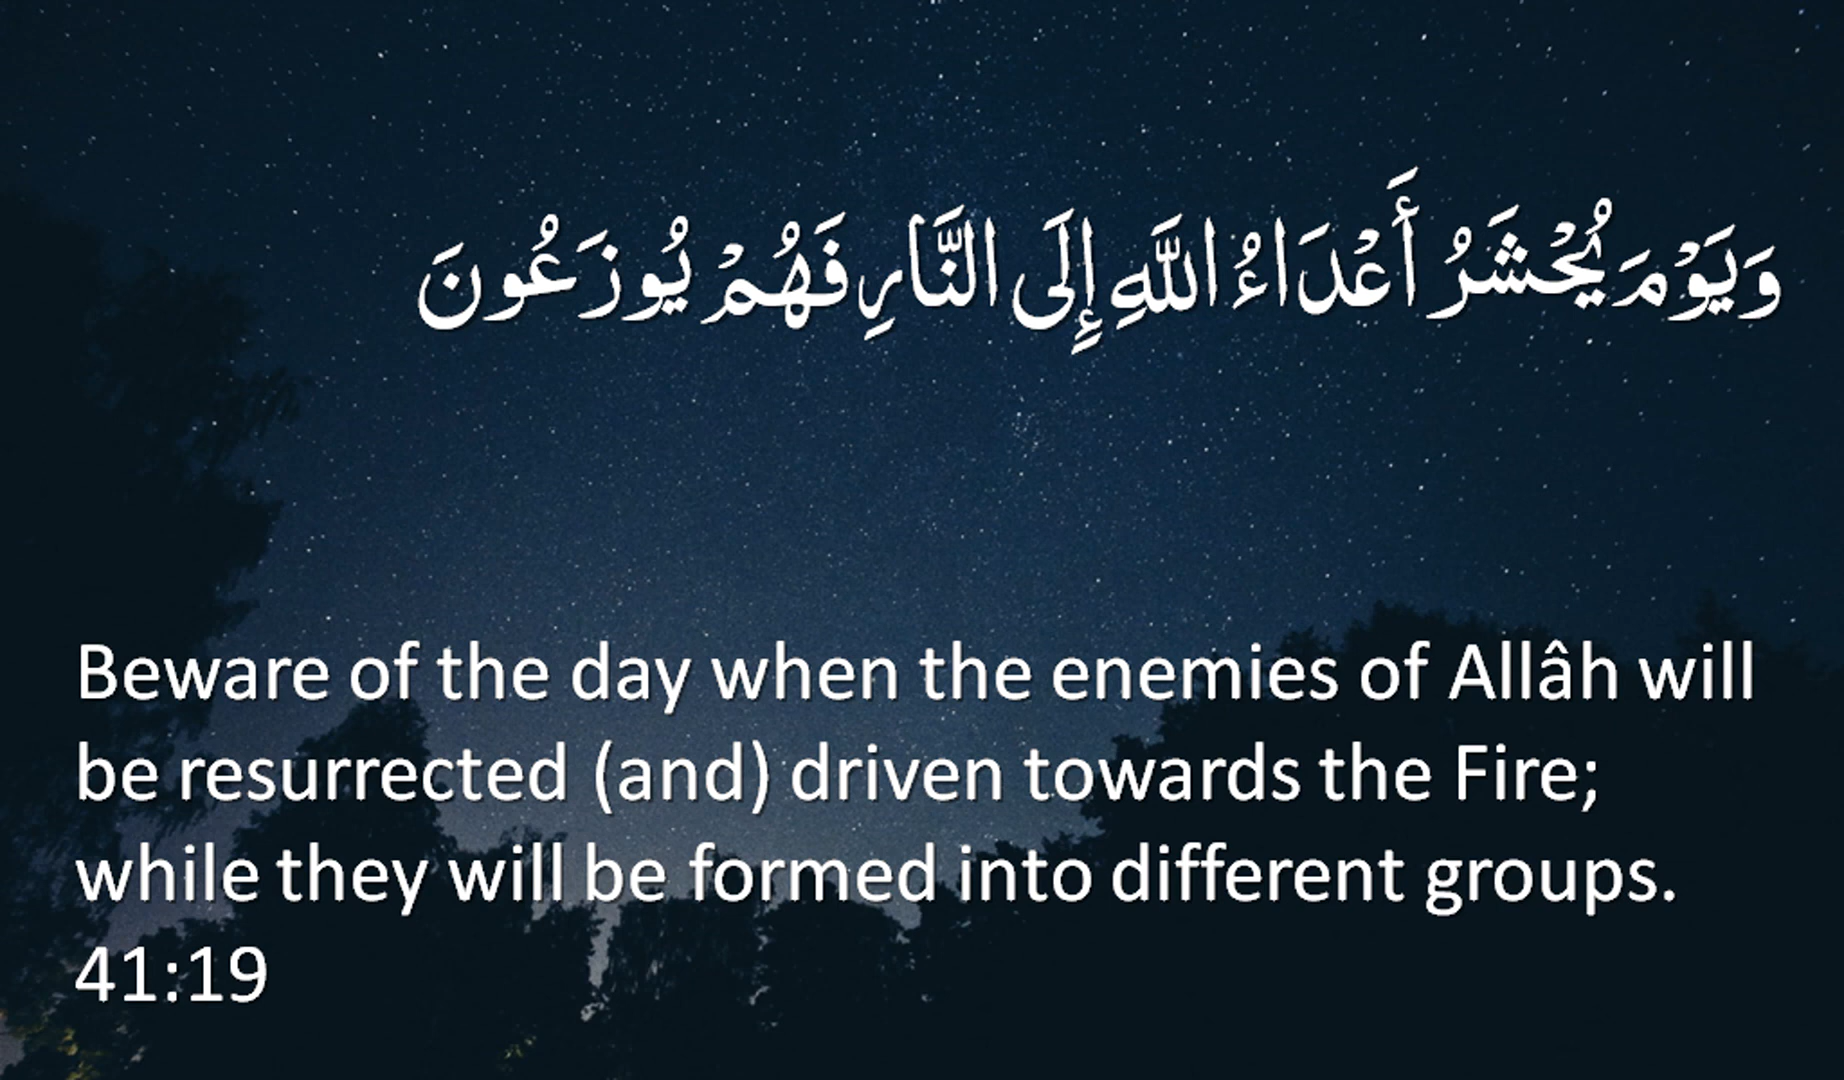 وَيَوْمَ يُحْشَرُ أَعْدَاءُ اللَّهِ إِلَى النَّارِ فَهُمْ يُوزَعُونَ
Beware of the day when the enemies of Allâh will
be resurrected (and) driven towards the Fire;
while they will be formed into different groups.
41:19